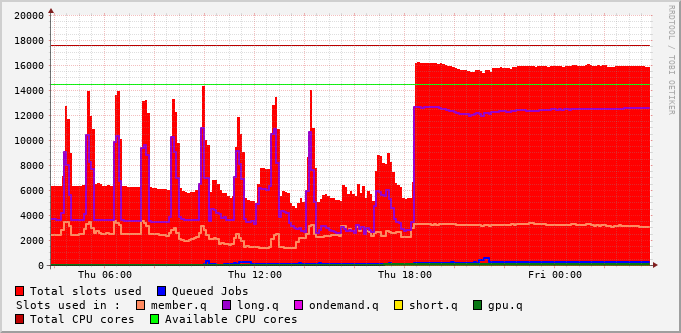 20000
18000
16000
14000
12000
10000
8000
6000
4000
2000
0
Thu 06:00 Thu 12:00 Thu 18:00 Fri 00:00
RRDTOOL / TOBI OETIKER
Total slots used Queued Jobs
Slots used in : member.q long.q ondemand.q short.q gpu.q
Total CPU cores Available CPU cores